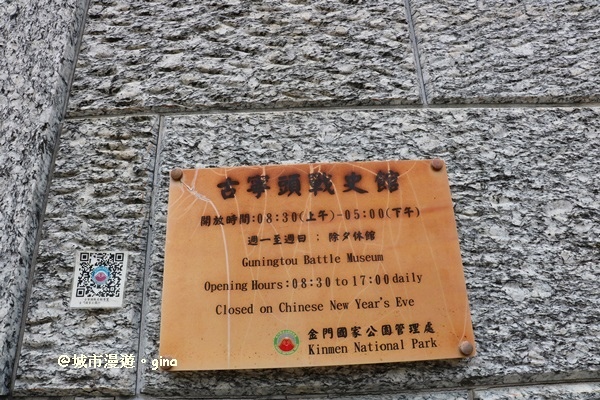 古寧頭戰史館
開放時間:08:30(上午)-05:00(下午)
週一至週日 : 除夕休館
Guningtou Battle Museum
Opening Hours:08:30 to 17:00 daily
Closed on Chinese New Year's Eve
金門國家公園管理處
Kinmen National Park
@城市漫遊。gina